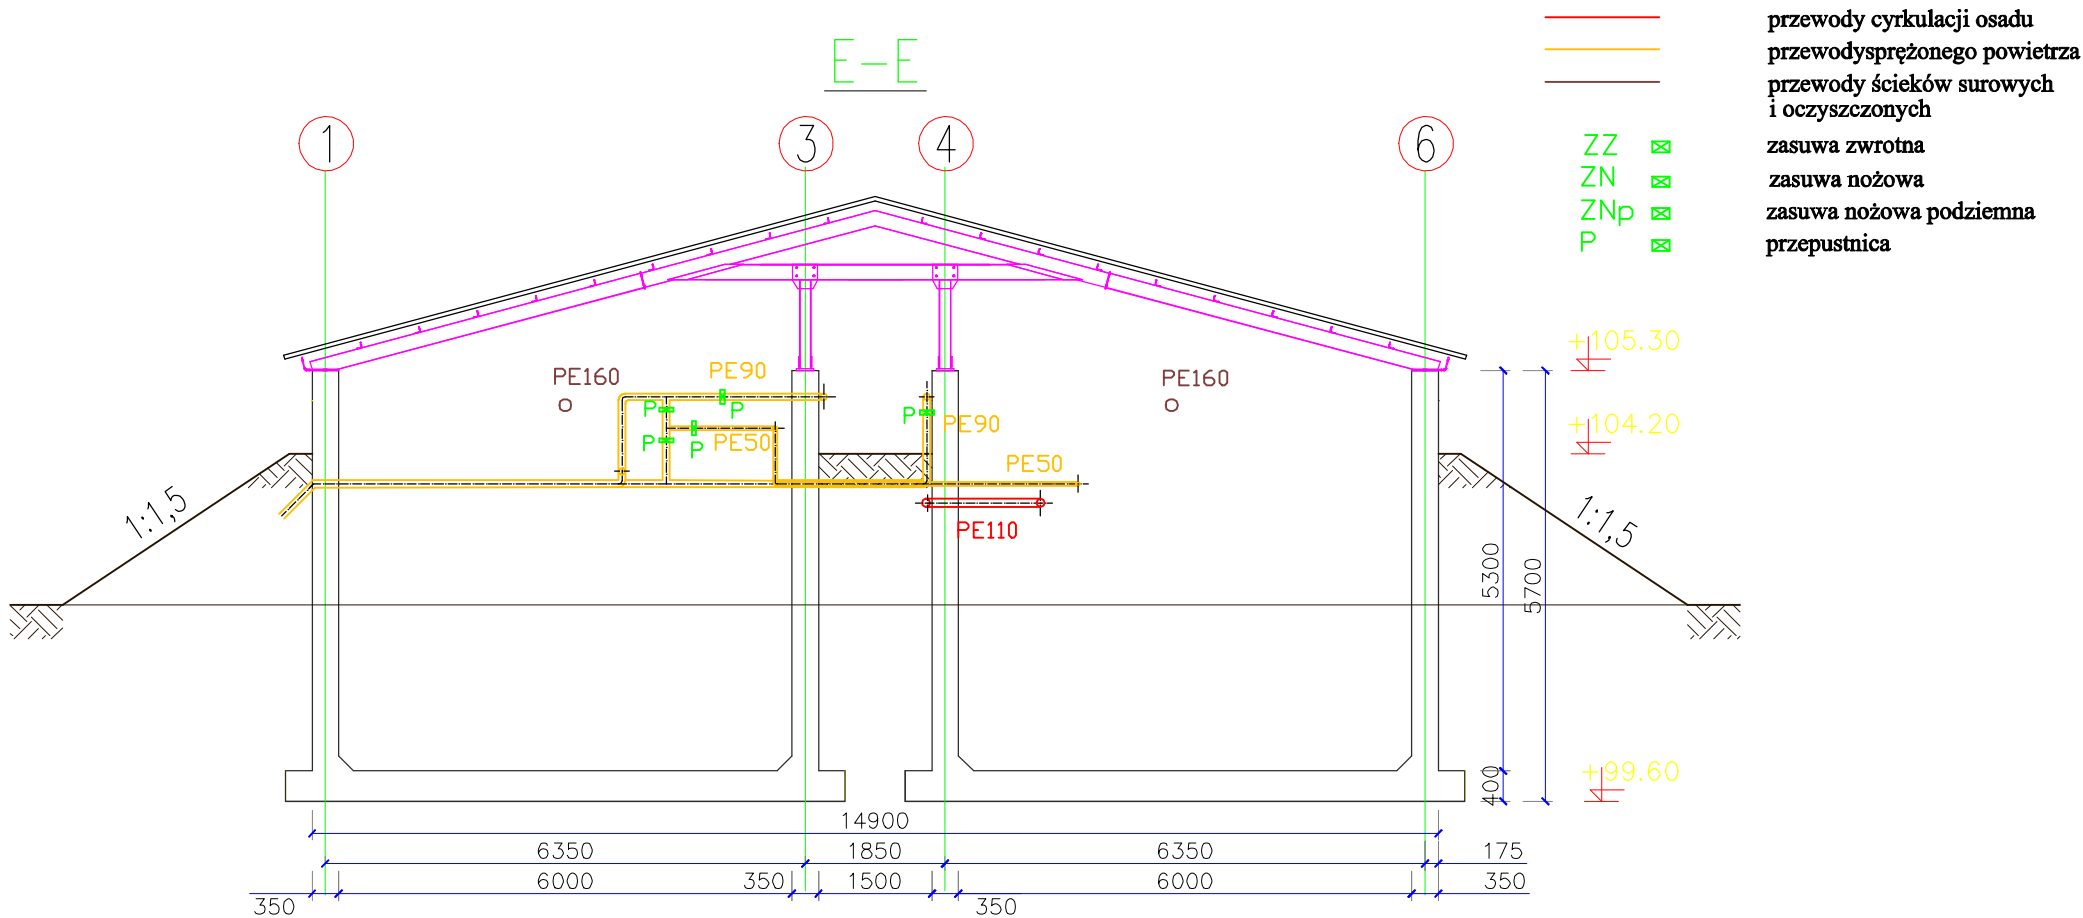 przewody cyrkulacji osadu
przewodysprężonego powietrza
przewody ścieków surowych
i oczyszczonych
ZZ zasuwa zwrotna
ZN zasuwa nożowa
ZNp zasuwa nożowa podziemna
P przepustnica
E-E
1 3 4 6
+105.30
PE160 PE90 PE160
P P P
PE90
+104.20
P P PE50
PE50
1:1,5 1:1,5
PE110
5300 5700
+99.60
400
14900
6350 1850 6350 175
6000 350 1500 6000 350
350 350